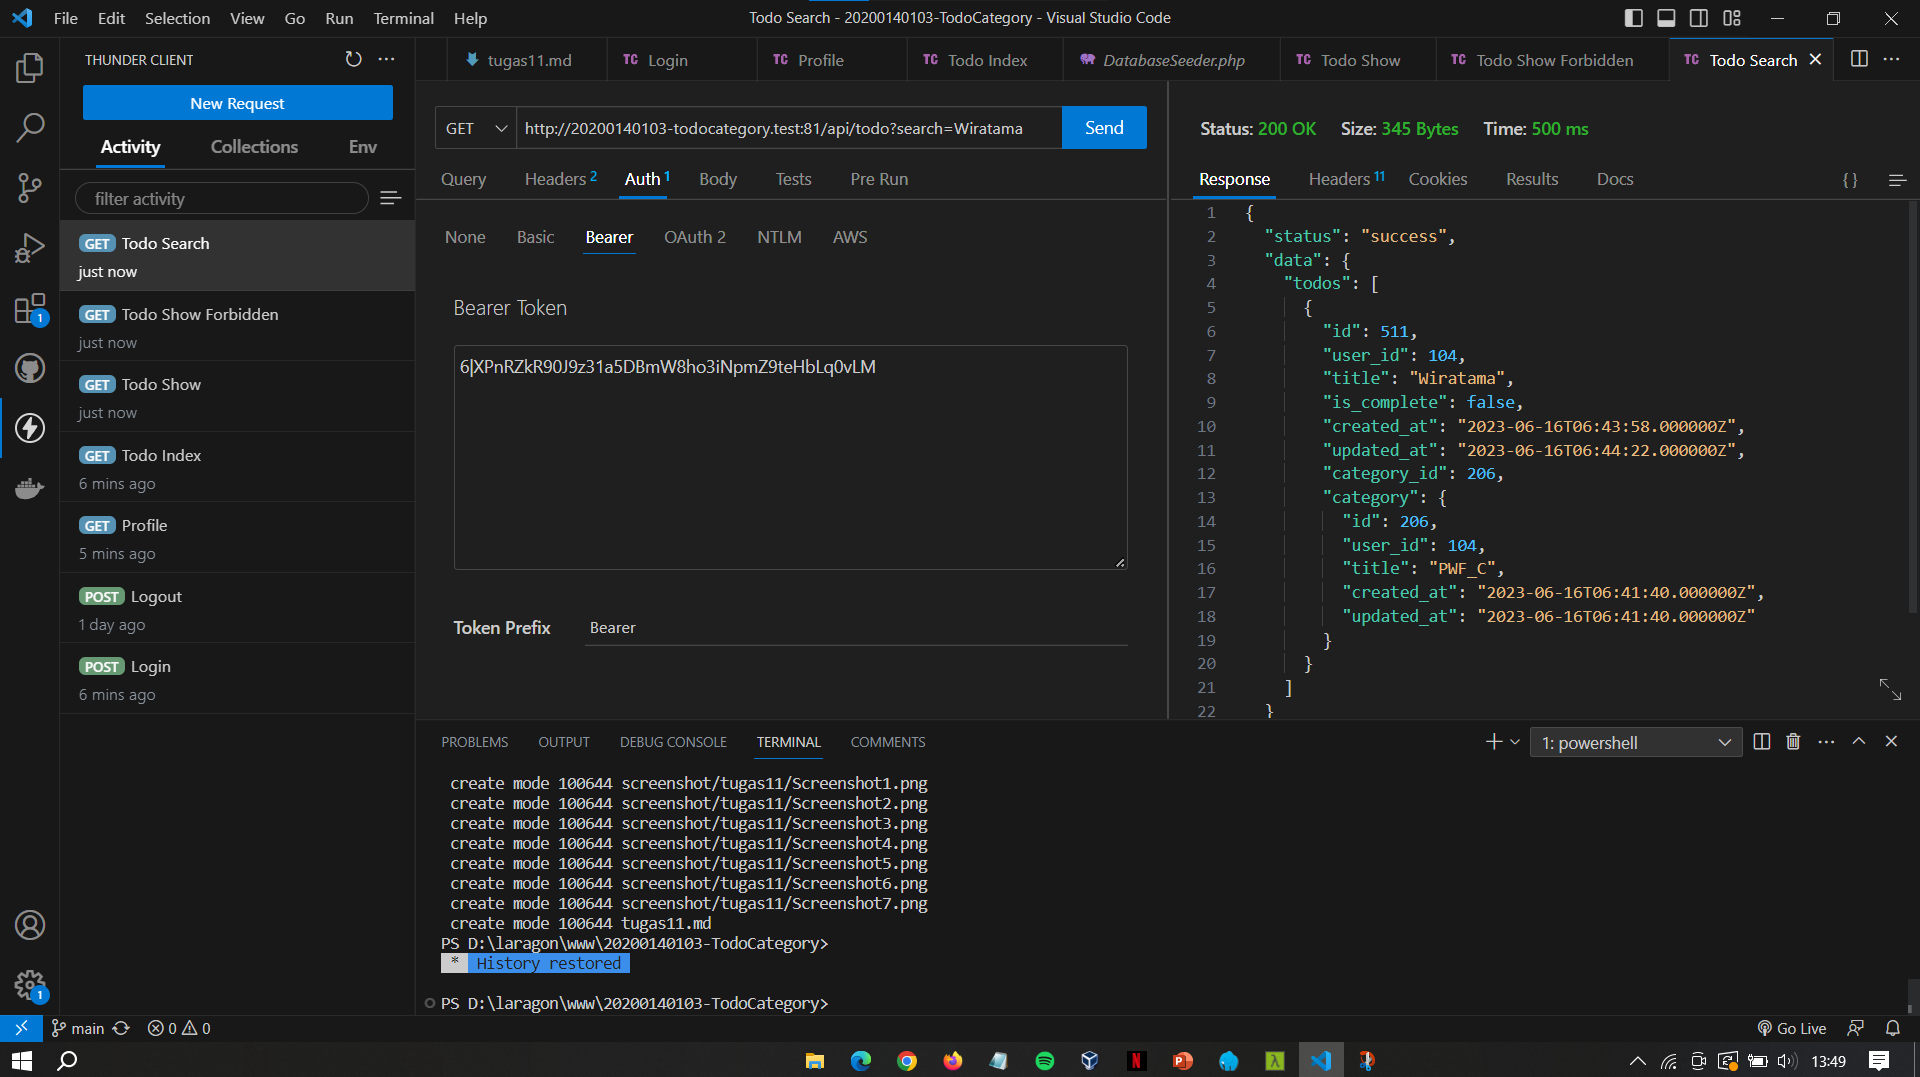 File Edit Selection View Go Run Terminal Help
Todo Search - 20200140103-TodoCategory - Visual Studio Code
THUNDER CLIENT
New Request
Activity Collections Env
filter activity
GET Todo Search
just now
GET Todo Show Forbidden
just now
GET Todo Show
just now
GET Todo Index
6 mins ago
GET Profile
5 mins ago
POST Logout
1 day ago
POST Login
6 mins ago
1
1
tugas11.md TC Login TC Profile TC Todo Index DatabaseSeeder.php TC Todo Show TC Todo Show Forbidden TC Todo Search
GET http://20200140103-todocategory.test:81/api/todo?search=Wiratama Send
Query Headers 2 Auth 1 Body Tests Pre Run
None Basic Bearer OAuth 2 NTLM AWS
Bearer Token
6|XPnRZkR90J9z31a5DBmW8ho3iNpmZ9teHbLq0vLM
Token Prefix Bearer
Status: 200 OK Size: 345 Bytes Time: 500 ms
Response Headers 11 Cookies Results Docs { }
1 {
2 "status": "success",
3 "data": {
4 "todos": [
5 {
6 "id": 511,
7 "user_id": 104,
8 "title": "Wiratama",
9 "is_complete": false,
10 "created_at": "2023-06-16T06:43:58.000000Z",
11 "updated_at": "2023-06-16T06:44:22.000000Z",
12 "category_id": 206,
13 "category": {
14 "id": 206,
15 "user_id": 104,
16 "title": "PWF_C",
17 "created_at": "2023-06-16T06:41:40.000000Z",
18 "updated_at": "2023-06-16T06:41:40.000000Z"
19 }
20 }
21 ]
22 }
PROBLEMS OUTPUT DEBUG CONSOLE TERMINAL COMMENTS
1: powershell
create mode 100644 screenshot/tugas11/Screenshot1.png
create mode 100644 screenshot/tugas11/Screenshot2.png
create mode 100644 screenshot/tugas11/Screenshot3.png
create mode 100644 screenshot/tugas11/Screenshot4.png
create mode 100644 screenshot/tugas11/Screenshot5.png
create mode 100644 screenshot/tugas11/Screenshot6.png
create mode 100644 screenshot/tugas11/Screenshot7.png
create mode 100644 tugas11.md
PS D:\laragon\www\20200140103-TodoCategory>
* History restored
PS D:\laragon\www\20200140103-TodoCategory>
main 0 0
Go Live
13:49